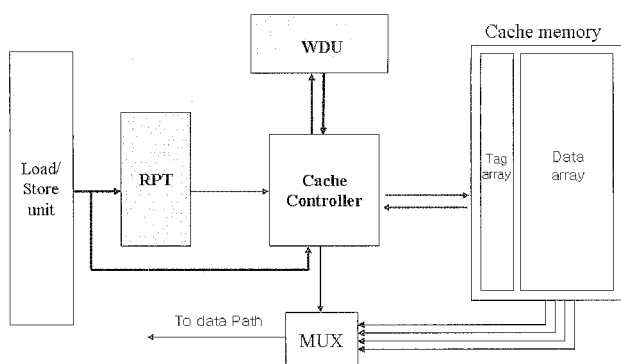 Cache memory
WDU
Load/
Store
unit
RPT
Cache
Controller
Tag
array
Data
array
To data Path
MUX